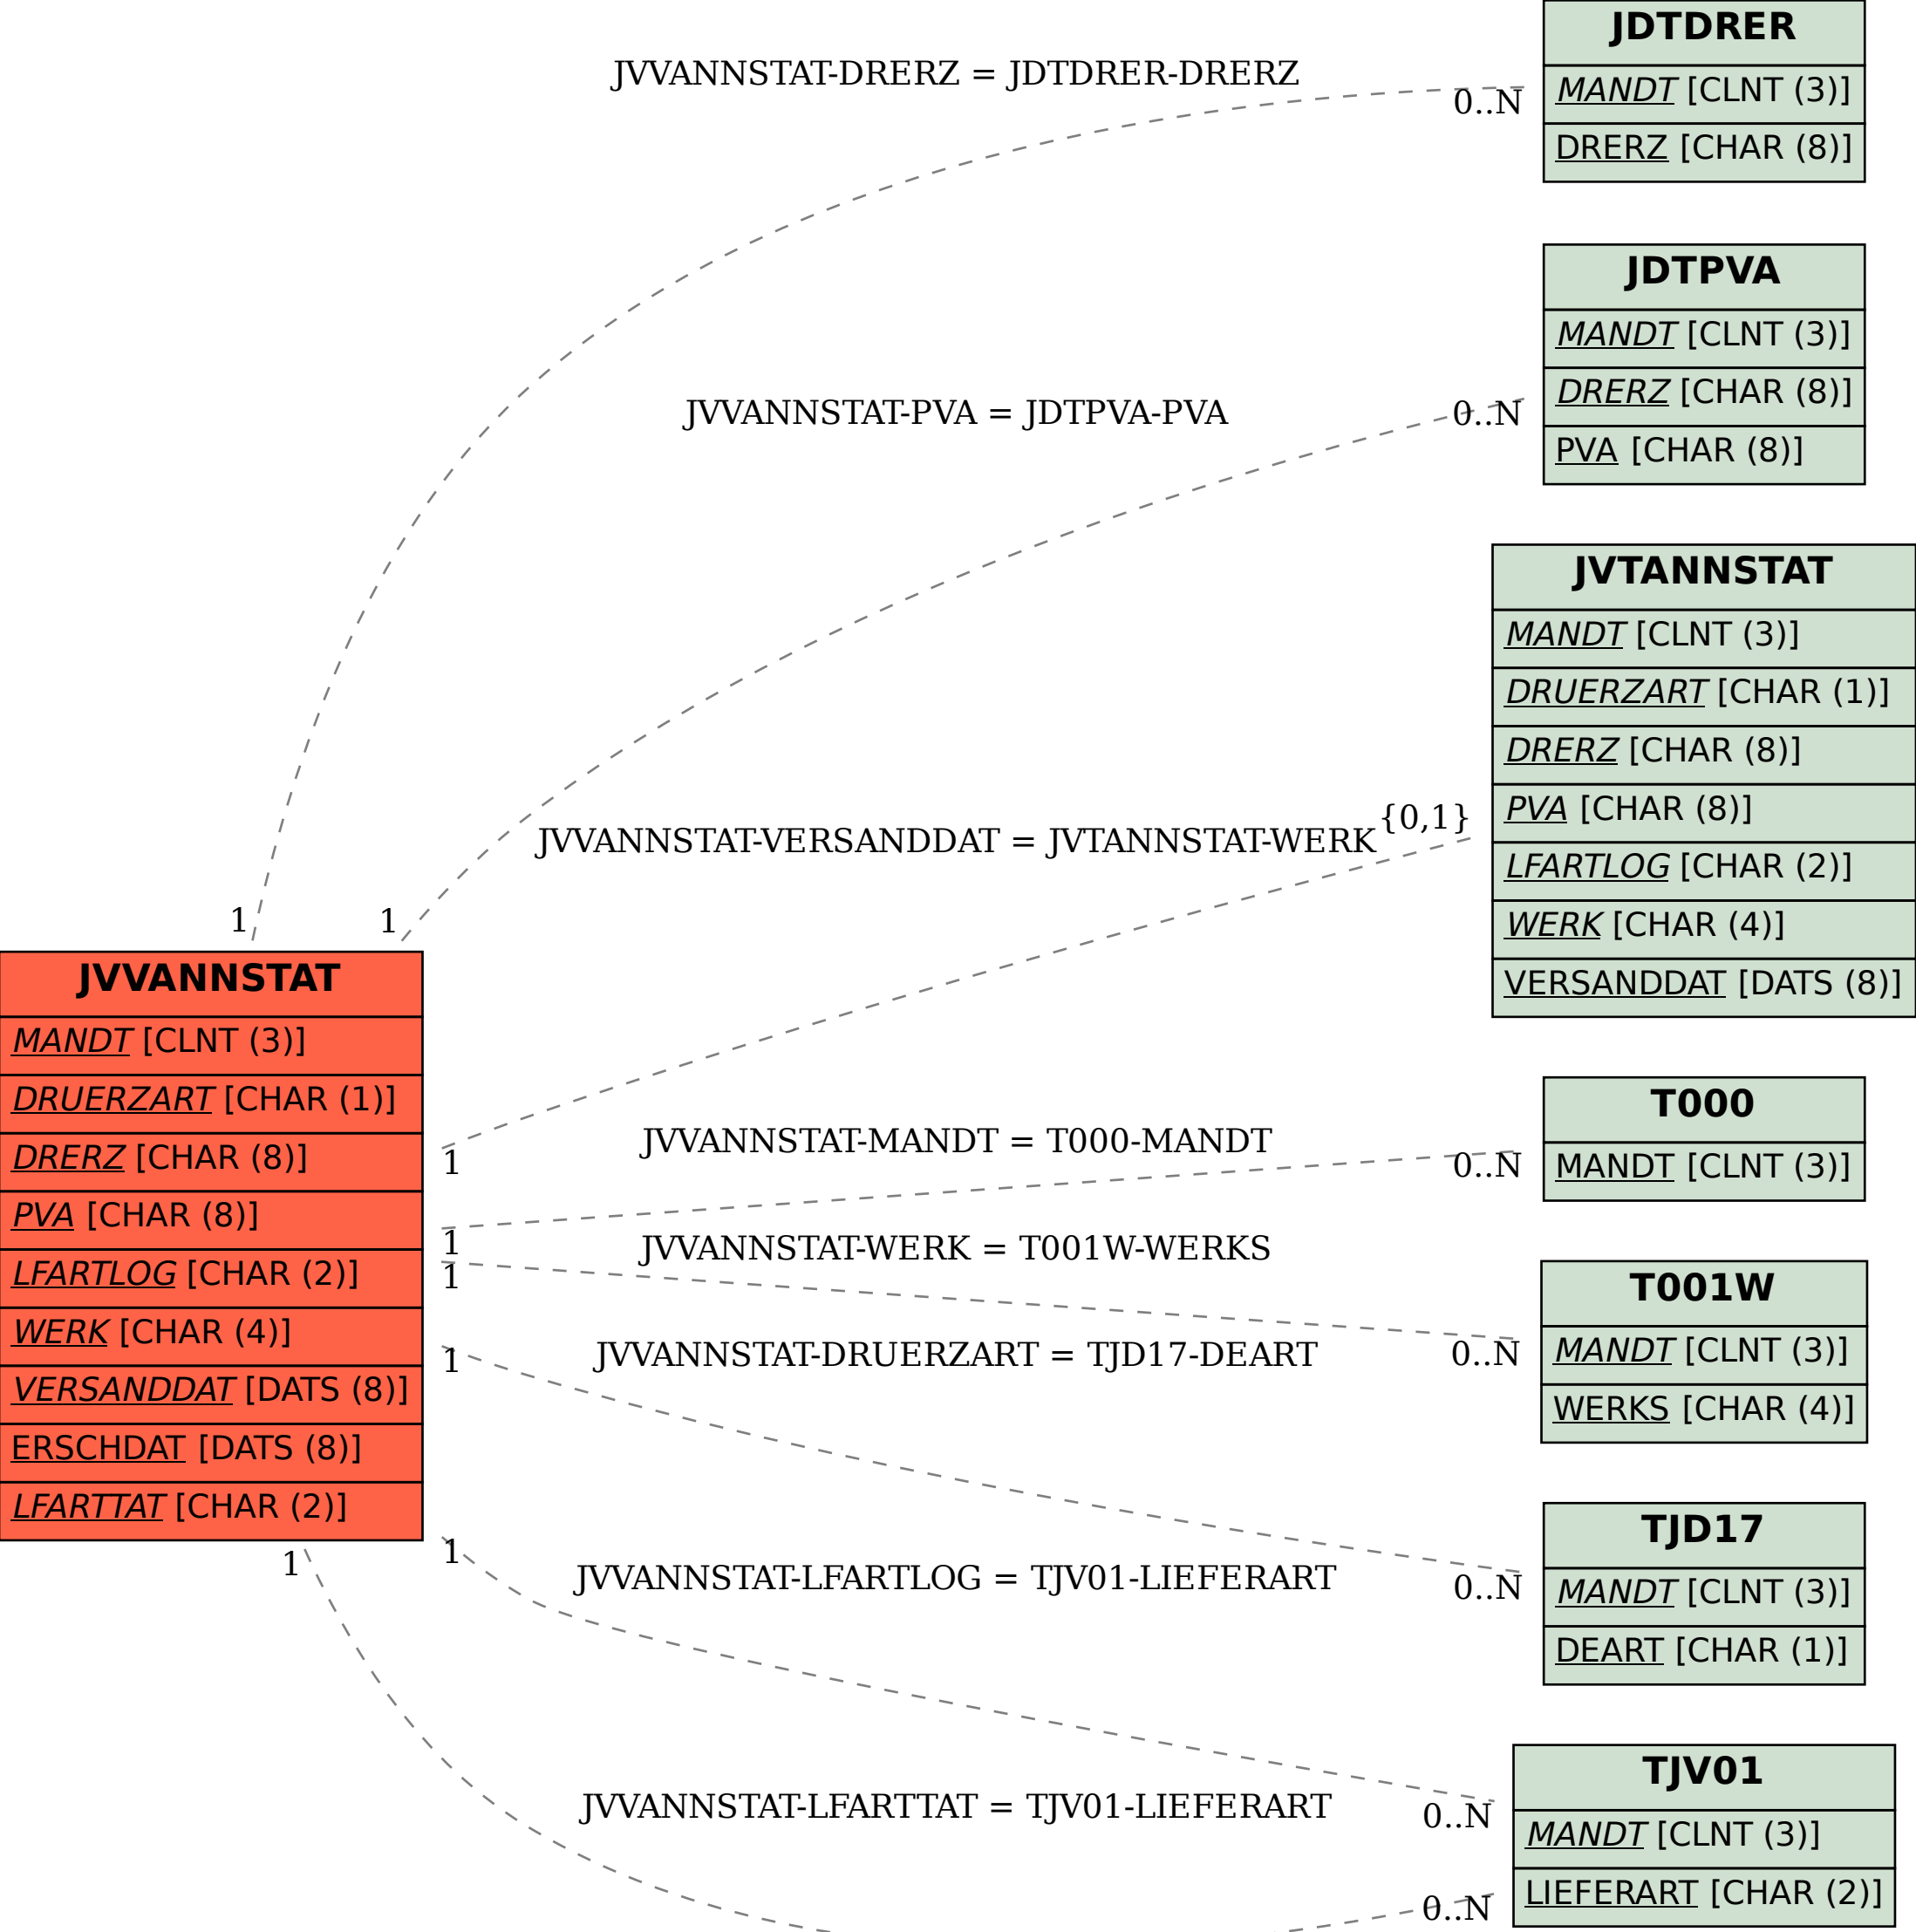 JDTDRER
MANDT [CLNT (3)]
DRERZ [CHAR (8)]
JVVANNSTAT-DRERZ = JDTDRER-DRERZ
0..N
1
JDTPVA
MANDT [CLNT (3)]
DRERZ [CHAR (8)]
PVA [CHAR (8)]
JVVANNSTAT-PVA = JDTPVA-PVA
0..N
1
JVTANNSTAT
MANDT [CLNT (3)]
DRUERZART [CHAR (1)]
DRERZ [CHAR (8)]
PVA [CHAR (8)]
LFARTLOG [CHAR (2)]
WERK [CHAR (4)]
VERSANDDAT [DATS (8)]
JVVANNSTAT-VERSANDDAT = JVTANNSTAT-WERK
{0,1}
1
JVVANNSTAT
MANDT [CLNT (3)]
DRUERZART [CHAR (1)]
DRERZ [CHAR (8)]
PVA [CHAR (8)]
LFARTLOG [CHAR (2)]
WERK [CHAR (4)]
VERSANDDAT [DATS (8)]
ERSCHDAT [DATS (8)]
LFARTTAT [CHAR (2)]
T000
MANDT [CLNT (3)]
JVVANNSTAT-MANDT = T000-MANDT
0..N
1
T001W
MANDT [CLNT (3)]
WERKS [CHAR (4)]
JVVANNSTAT-WERK = T001W-WERKS
0..N
1
TJD17
MANDT [CLNT (3)]
DEART [CHAR (1)]
JVVANNSTAT-DRUERZART = TJD17-DEART
0..N
1
TJV01
MANDT [CLNT (3)]
LIEFERART [CHAR (2)]
JVVANNSTAT-LFARTLOG = TJV01-LIEFERART
0..N
1
JVVANNSTAT-LFARTTAT = TJV01-LIEFERART
0..N
1